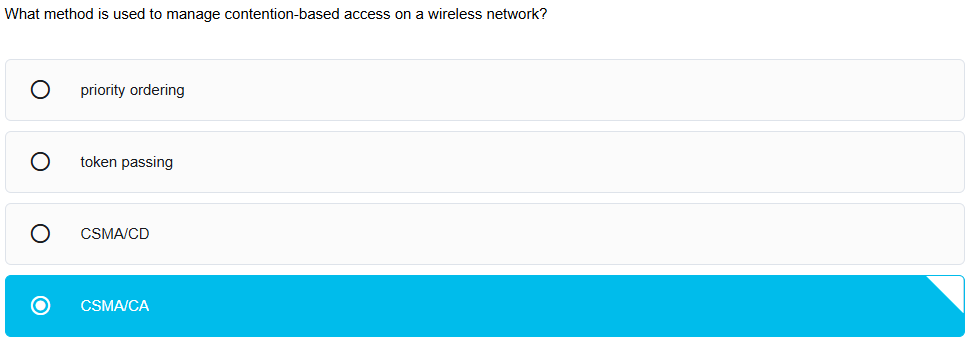 What method is used to manage contention-based access on a wireless network?
priority ordering
token passing
CSMA/CD
CSMA/CA